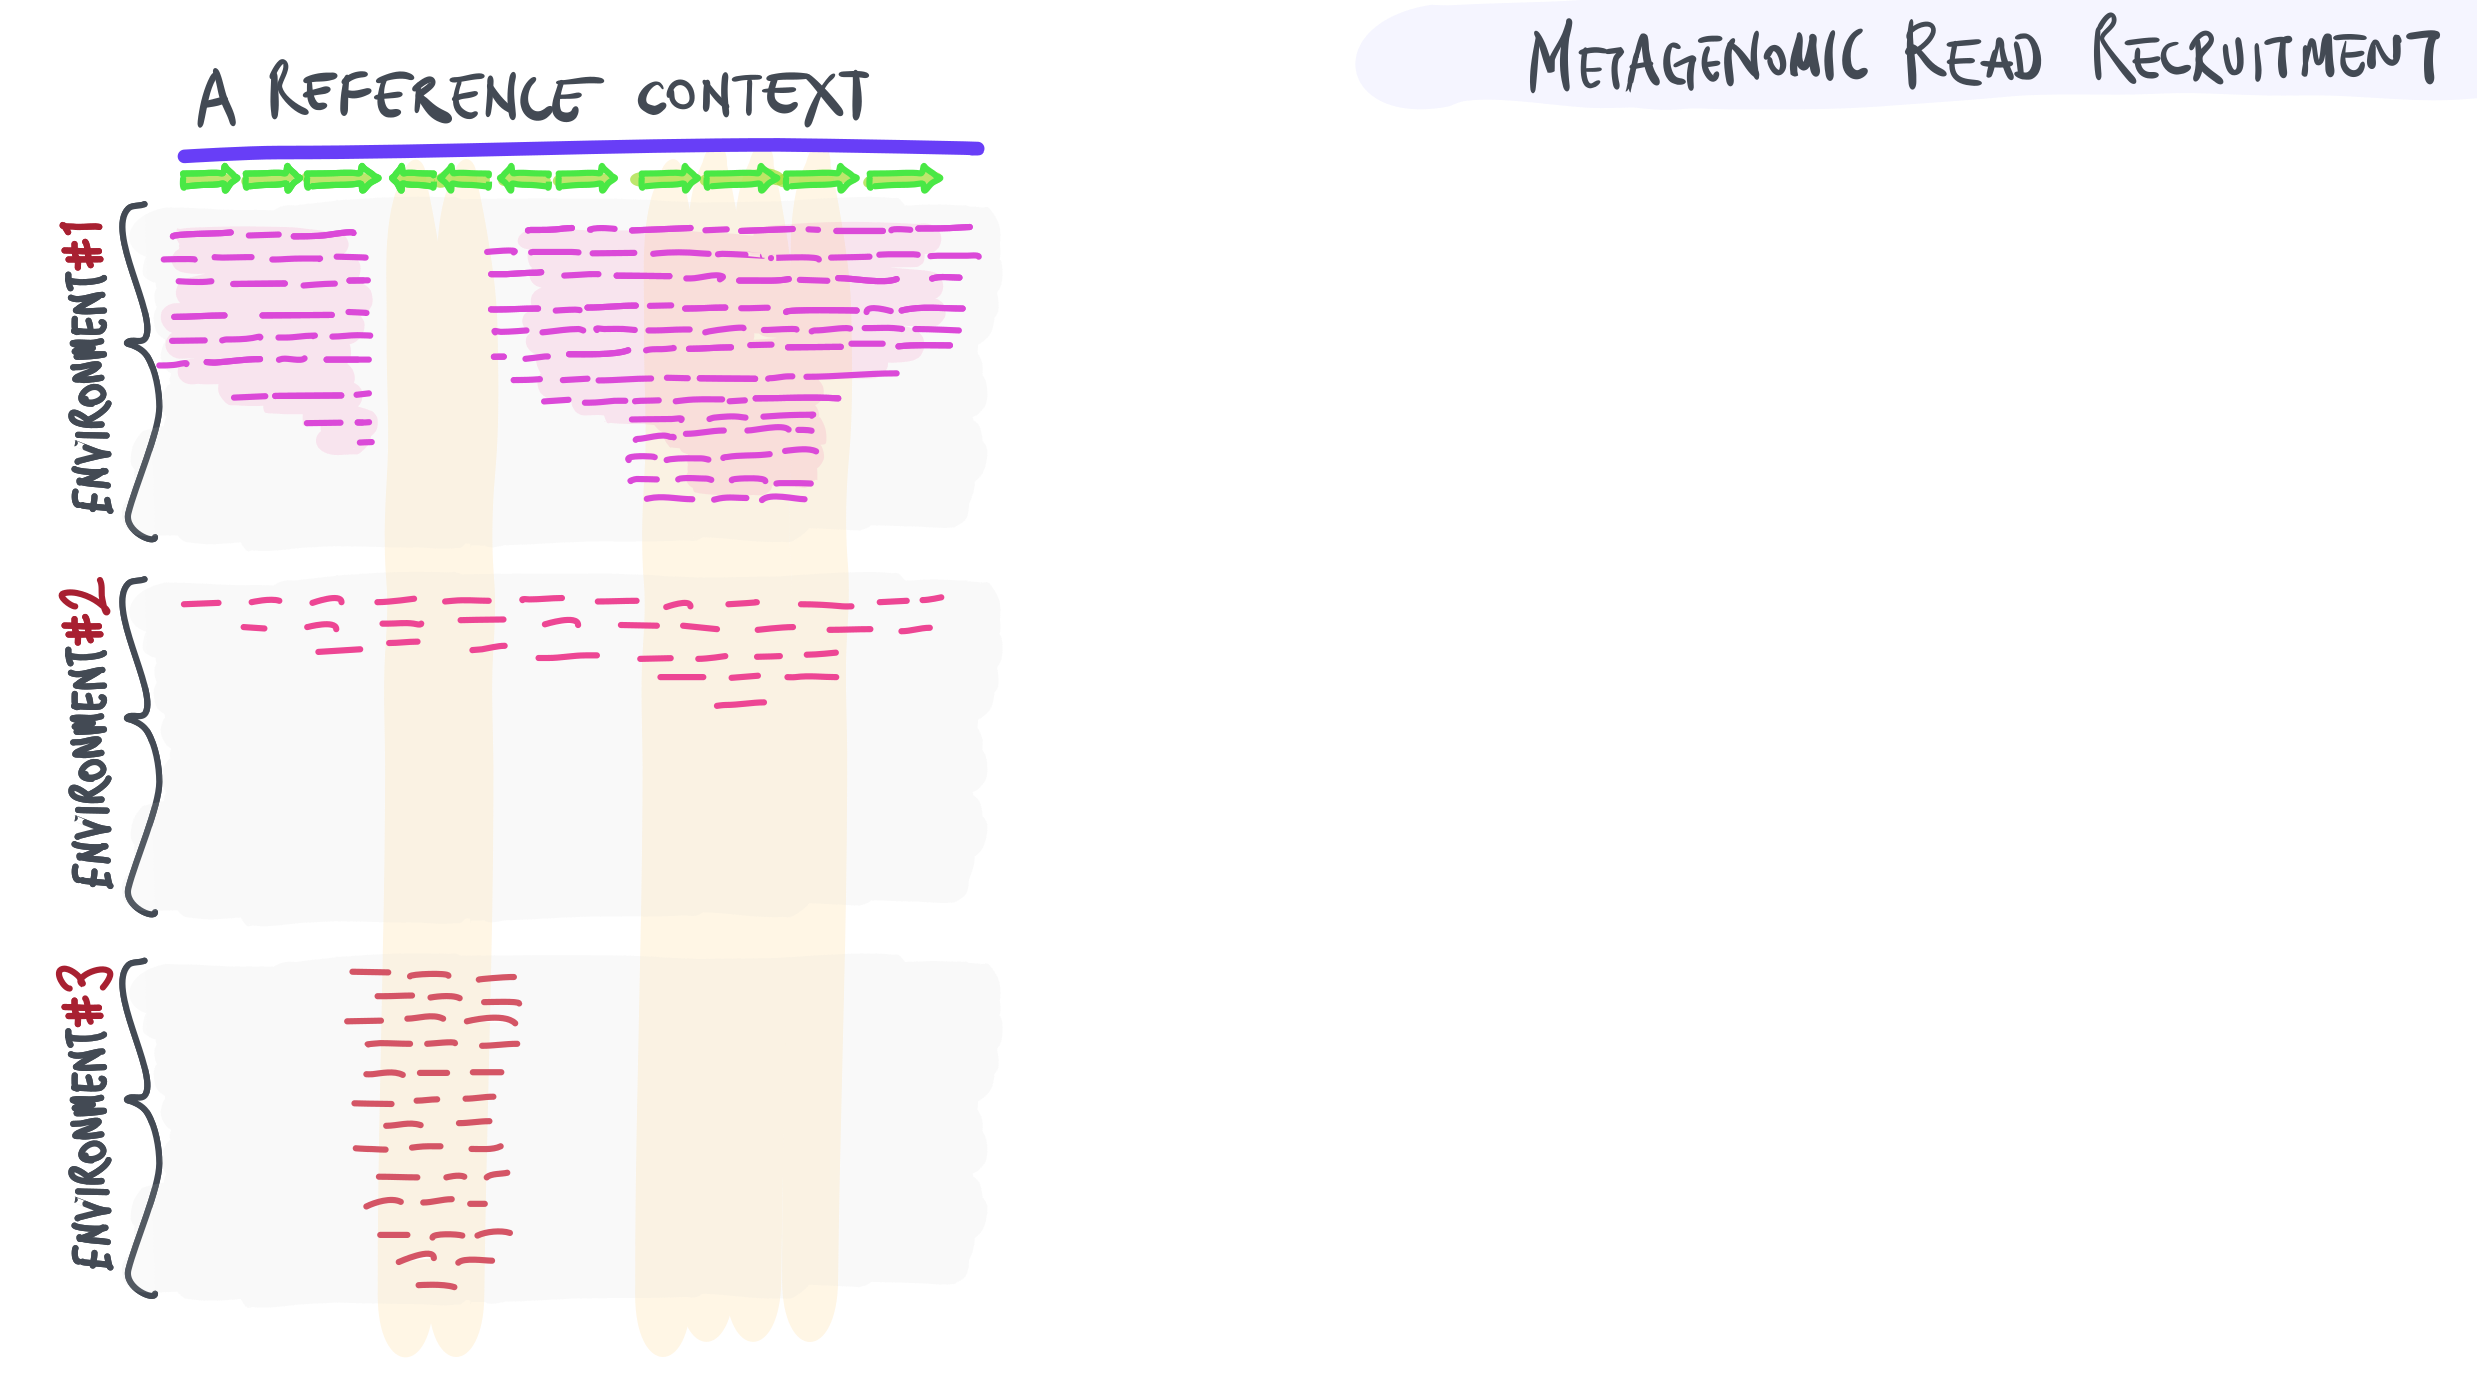 METAGENOMIC READ RECRUITMENT
A REFERENCE CONTEXT
ENVIRONMENT #1
ENVIRONMENT #2
ENVIRONMENT #3